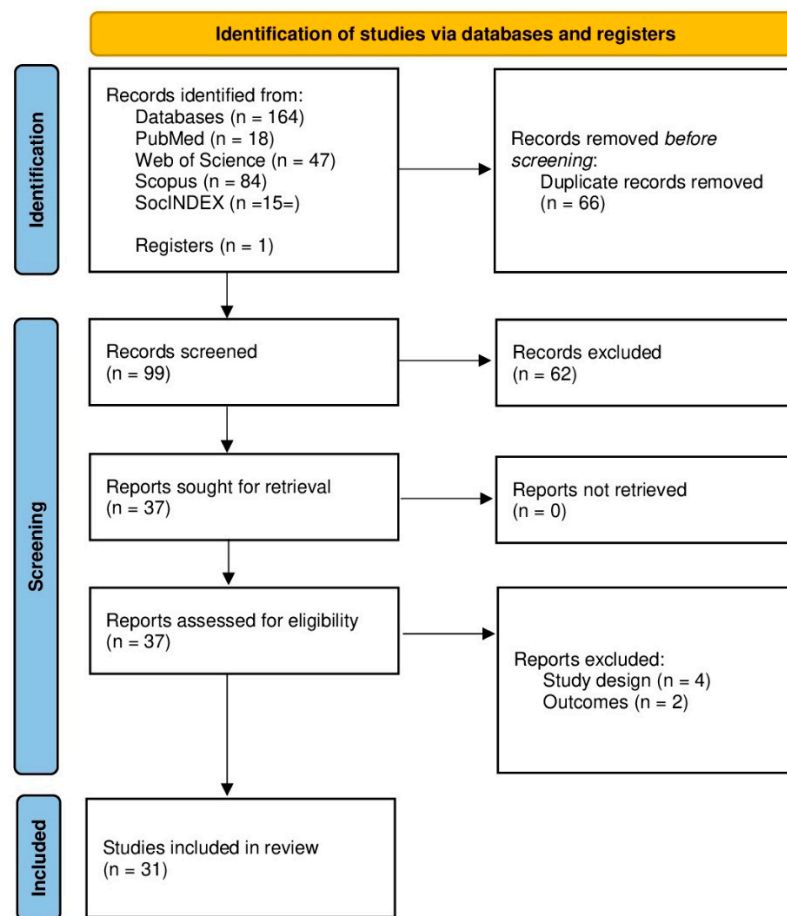 Identification of studies via databases and registers
Identification
Records identified from:
Databases (n = 164)
PubMed (n = 18)
Web of Science (n = 47)
Scopus (n = 84)
SocINDEX (n =15=)
Registers (n = 1)
Records removed before
screening:
Duplicate records removed
(n = 66)
Screening
Records screened
(n = 99)
Records excluded
(n = 62)
Reports sought for retrieval
(n = 37)
Reports not retrieved
(n = 0)
Reports assessed for eligibility
(n = 37)
Reports excluded:
Study design (n = 4)
Outcomes (n = 2)
Included
Studies included in review
(n = 31)